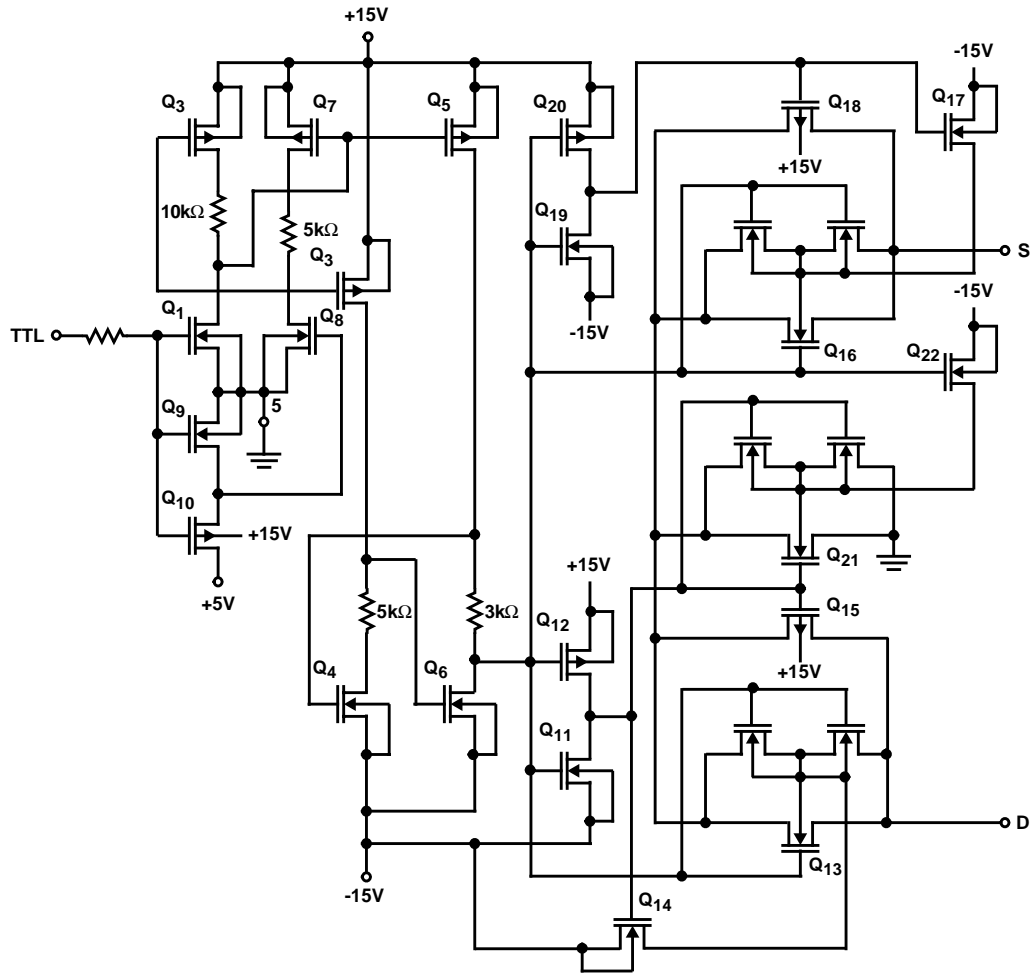 +15V
-15V
Q3
Q7
Q5
Q20
Q18
Q17
+15V
10kΩ
5kΩ
Q19
Q3
S
-15V
-15V
Q1
Q8
TTL
Q16
Q22
5
Q9
Q10
+15V
Q21
+5V
+15V
Q15
5kΩ
3kΩ
Q12
Q4
Q6
+15V
Q11
D
Q13
-15V
Q14